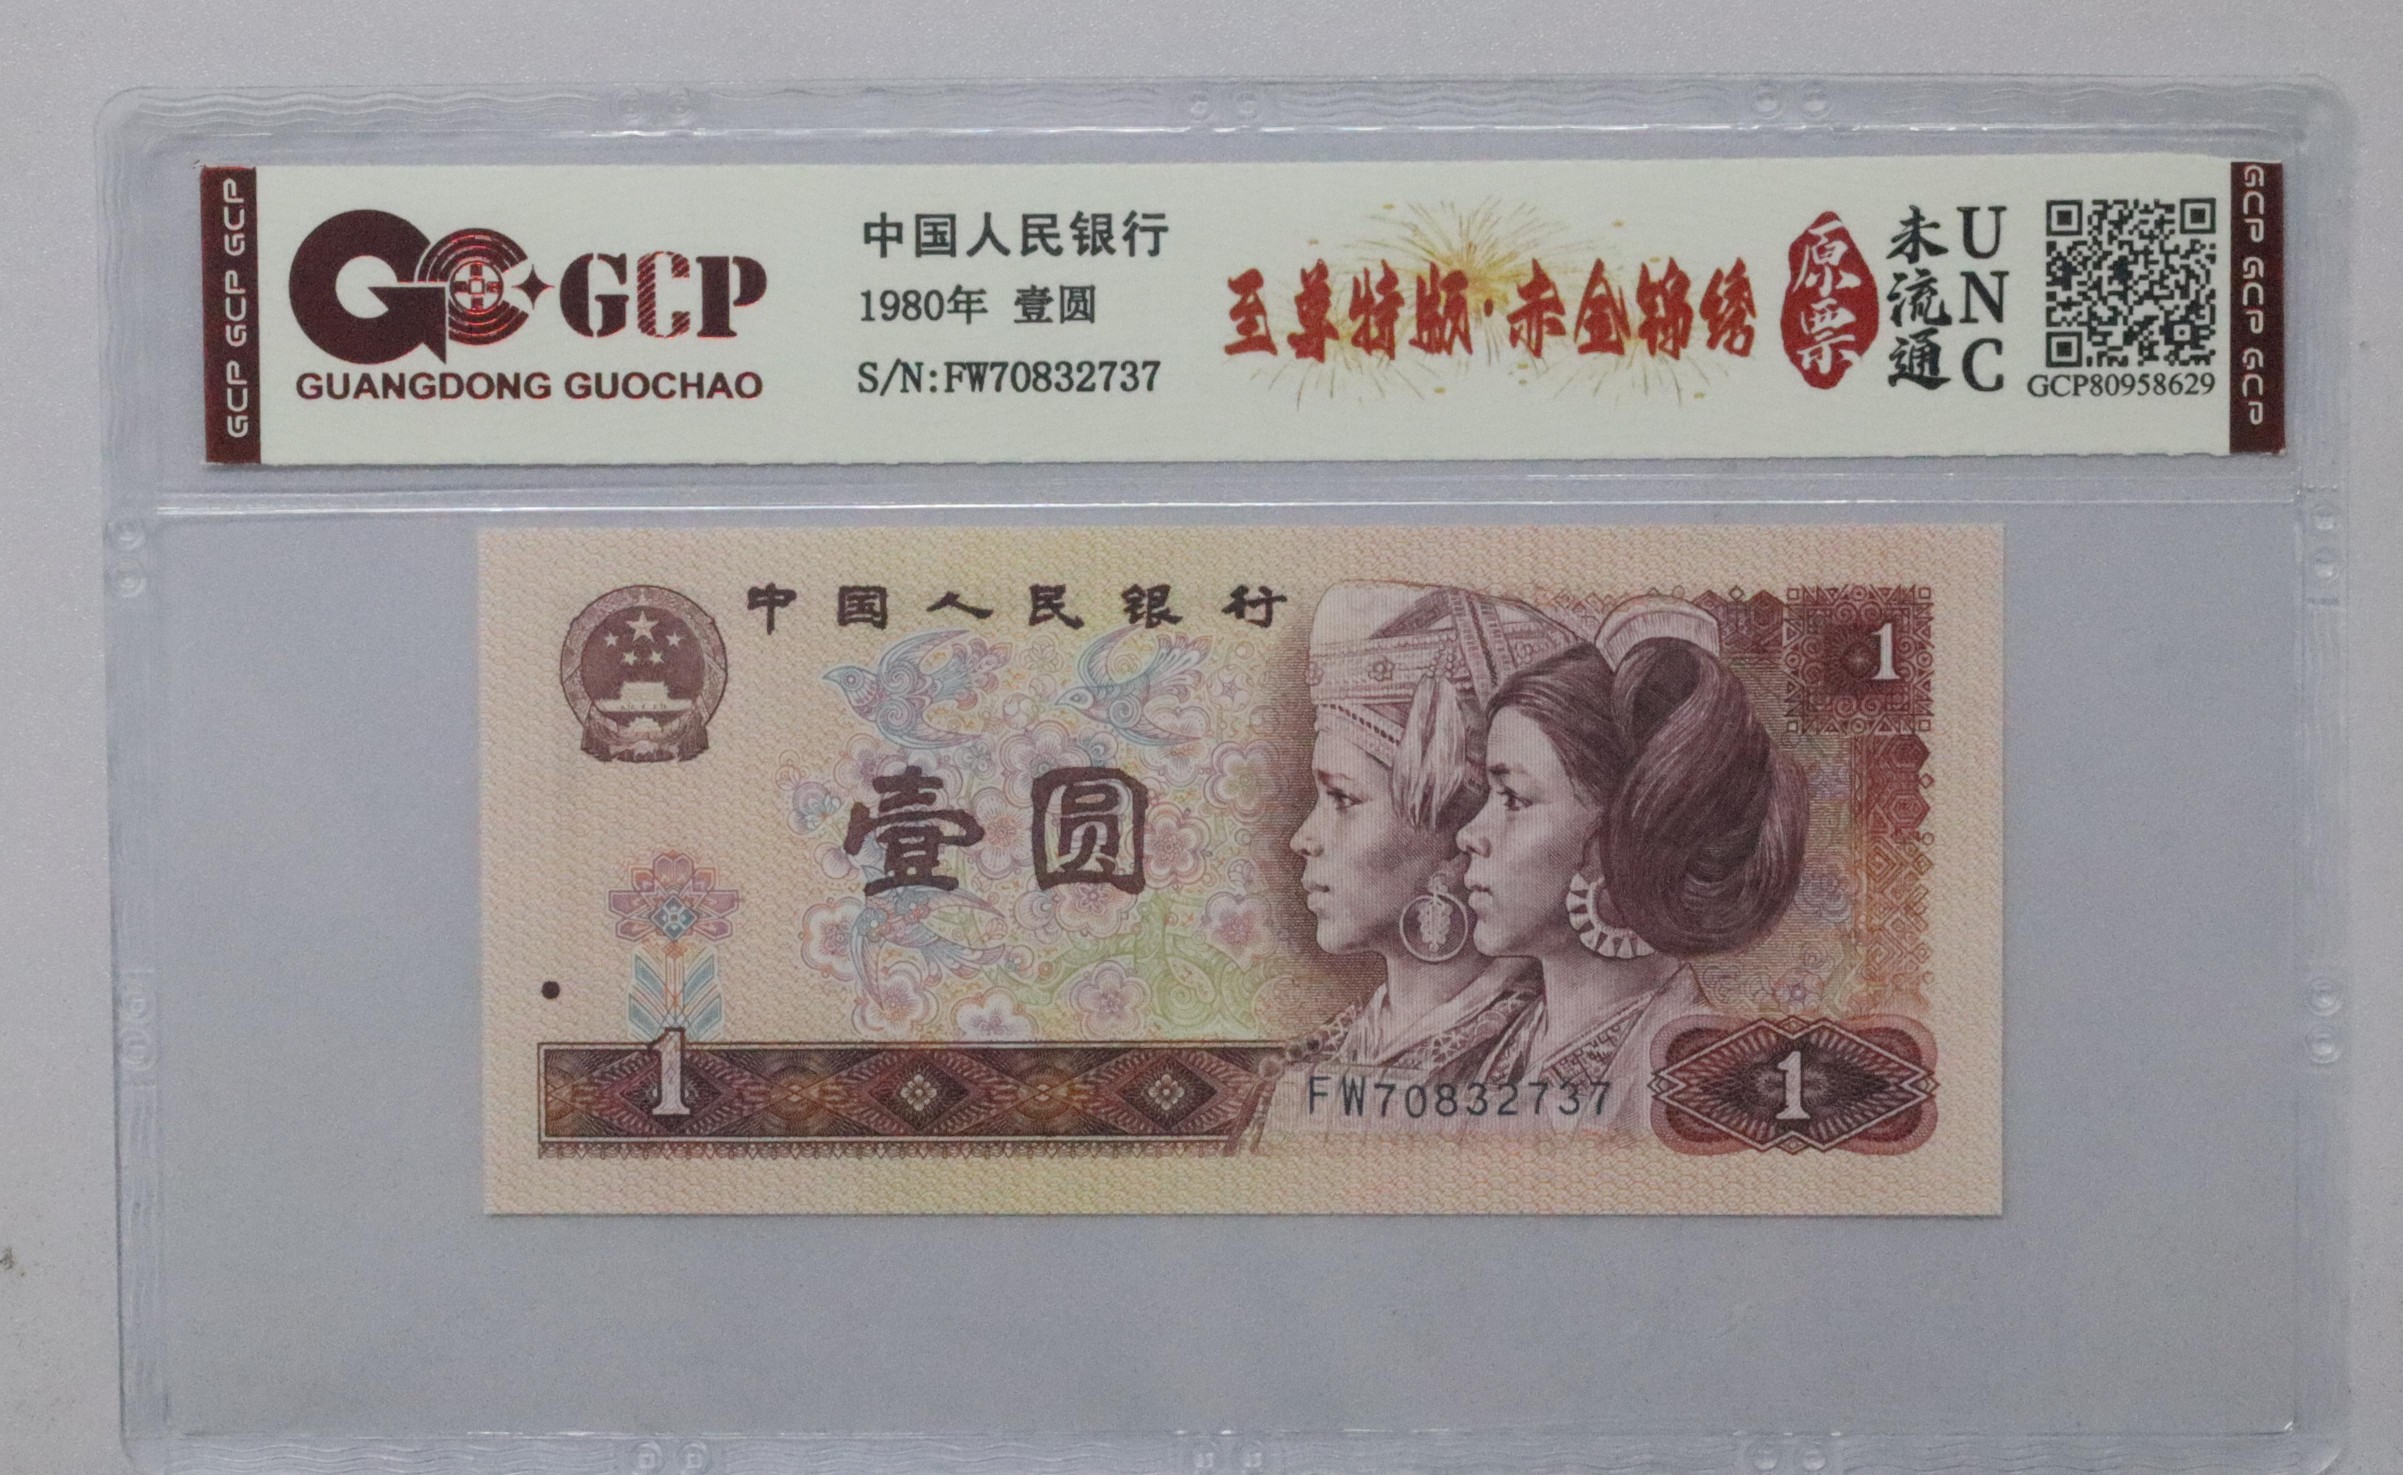 GCP GCP GCP
GCP
GUANGDONG GUOCHAO
中国人民银行
1980年 壹圆
S/N:FW70832737
至尊特版·赤金锦绣
原票
未流通
UNC
GCP80958629
GCP GCP GCP
中国人民银行
1
壹圆
1
FW70832737
1